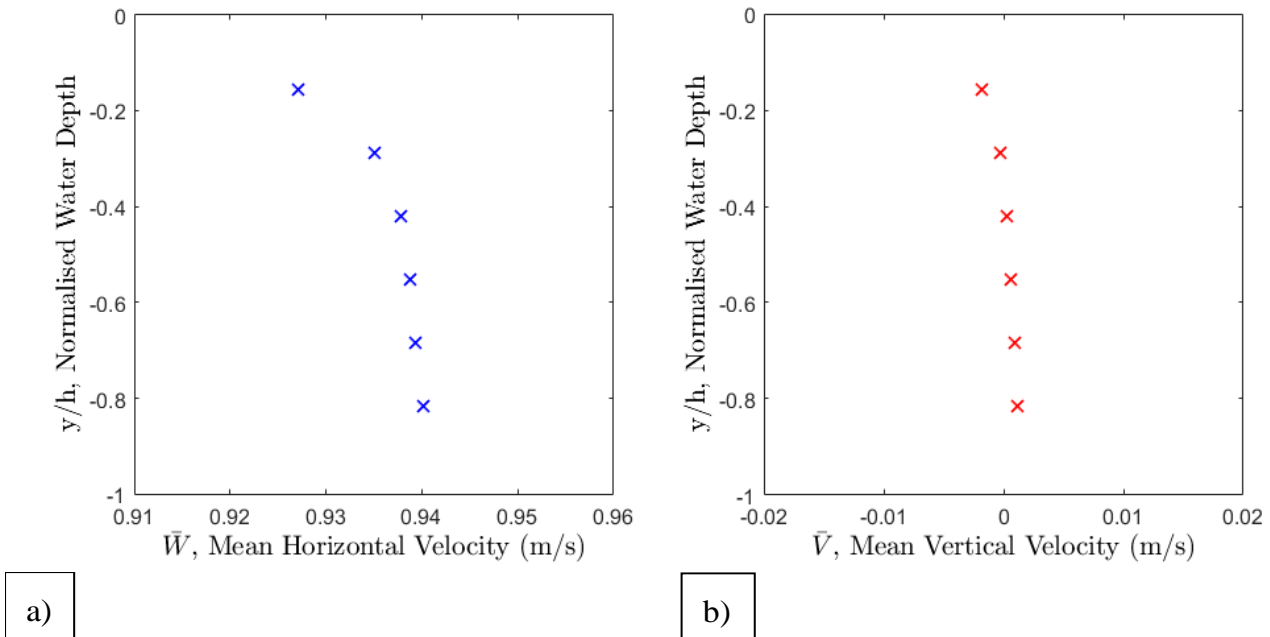 0
-0.2
-0.4
-0.6
-0.8
-1
y/h, Normalised Water Depth
0.91 0.92 0.93 0.94 0.95 0.96
W̄, Mean Horizontal Velocity (m/s)
a)
0
-0.2
-0.4
-0.6
-0.8
-1
y/h, Normalised Water Depth
-0.02 -0.01 0 0.01 0.02
V̄, Mean Vertical Velocity (m/s)
b)